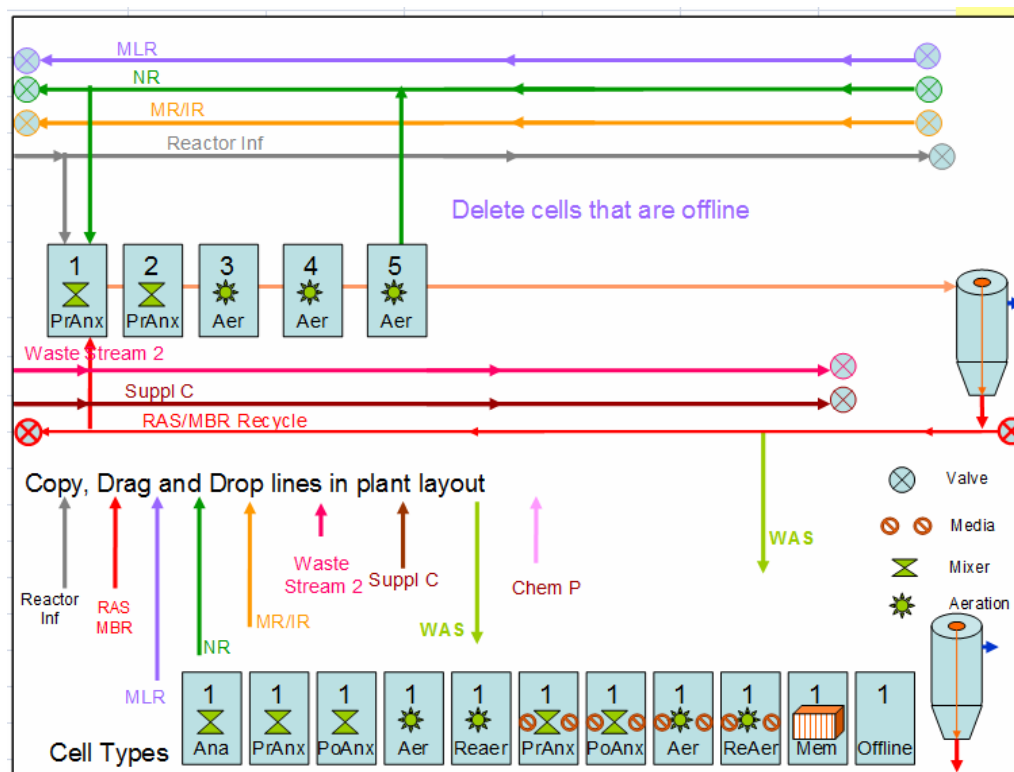 MLR
NR
MR/IR
Reactor Inf
Delete cells that are offline
1 2 3 4 5
PrAnx PrAnx Aer Aer Aer
Waste Stream 2
Suppl C
RAS/MBR Recycle
Copy, Drag and Drop lines in plant layout
Valve
Media
Mixer
Aeration
WAS
Reactor
Inf
RAS
MBR
MLR
NR
MR/IR
Waste
Stream 2
Suppl C
WAS
Chem P
1 1 1 1 1 1 1 1 1 1 1
Cell Types
Ana PrAnx PoAnx Aer Reaer PrAnx PoAnx Aer ReAer Mem Offline